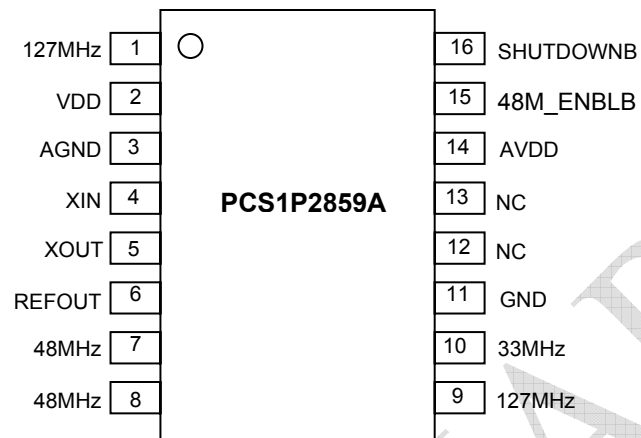 127MHz 1 16 SHUTDOWNB
VDD 2 15 48M_ENBLB
AGND 3 14 AVDD
XIN 4 PCS1P2859A 13 NC
XOUT 5 12 NC
REFOUT 6 11 GND
48MHz 7 10 33MHz
48MHz 8 9 127MHz